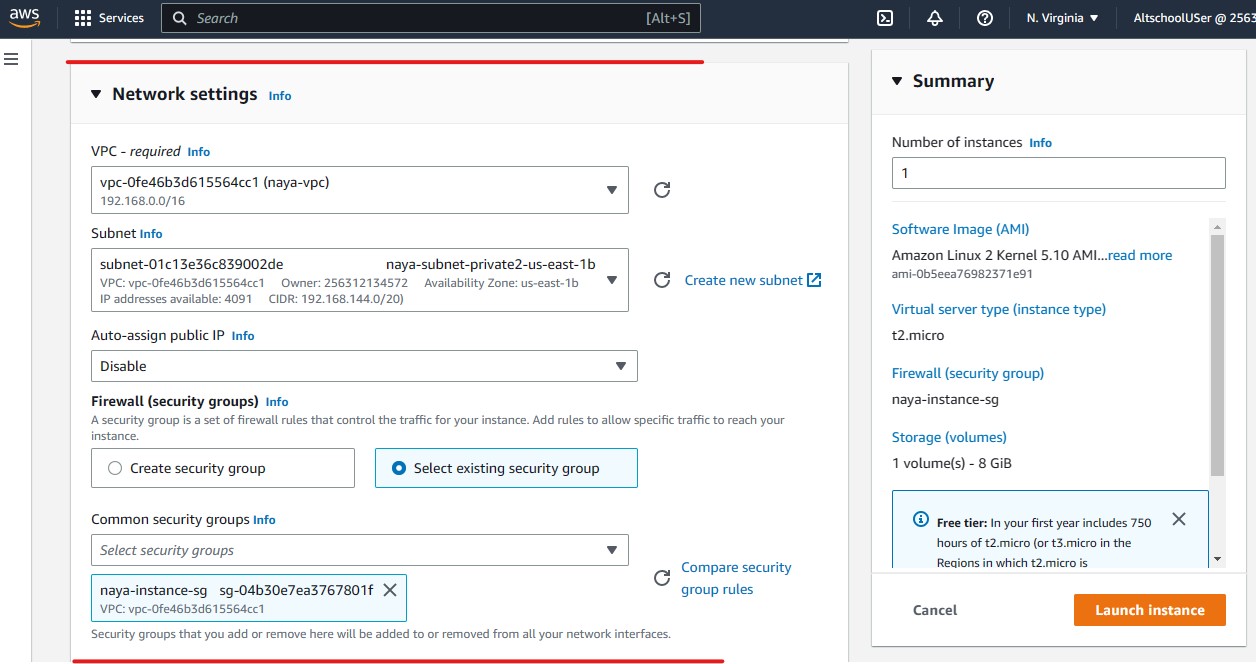 aws
Services
Search
[Alt+S]
N. Virginia
AltschoolUSer @ 2563
Network settings Info
VPC - required Info
vpc-0fe46b3d615564cc1 (naya-vpc)
192.168.0.0/16
Subnet Info
subnet-01c13e36c839002de naya-subnet-private2-us-east-1b
VPC: vpc-0fe46b3d615564cc1 Owner: 256312134572 Availability Zone: us-east-1b
IP addresses available: 4091 CIDR: 192.168.144.0/20)
Create new subnet
Auto-assign public IP Info
Disable
Firewall (security groups) Info
A security group is a set of firewall rules that control the traffic for your instance. Add rules to allow specific traffic to reach your
instance.
Create security group
Select existing security group
Common security groups Info
Select security groups
Compare security
group rules
naya-instance-sg sg-04b30e7ea3767801f
VPC: vpc-0fe46b3d615564cc1
Security groups that you add or remove here will be added to or removed from all your network interfaces.
Summary
Number of instances Info
1
Software Image (AMI)
Amazon Linux 2 Kernel 5.10 AMI...read more
ami-0b5eea76982371e91
Virtual server type (instance type)
t2.micro
Firewall (security group)
naya-instance-sg
Storage (volumes)
1 volume(s) - 8 GiB
Free tier: In your first year includes 750
hours of t2.micro (or t3.micro in the
Regions in which t2.micro is
Cancel
Launch instance